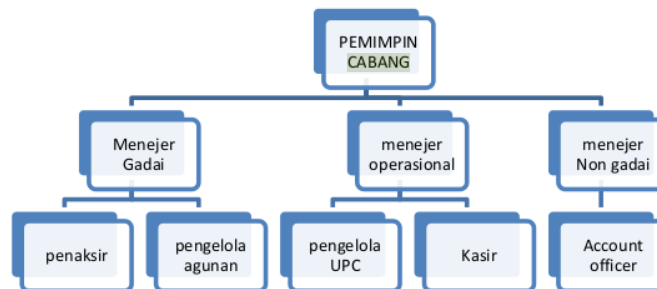 PEMIMPIN
CABANG
Menejer
Gadai
menejer
operasional
menejer
Non gadai
penaksir
pengelola
agunan
pengelola
UPC
Kasir
Account
officer